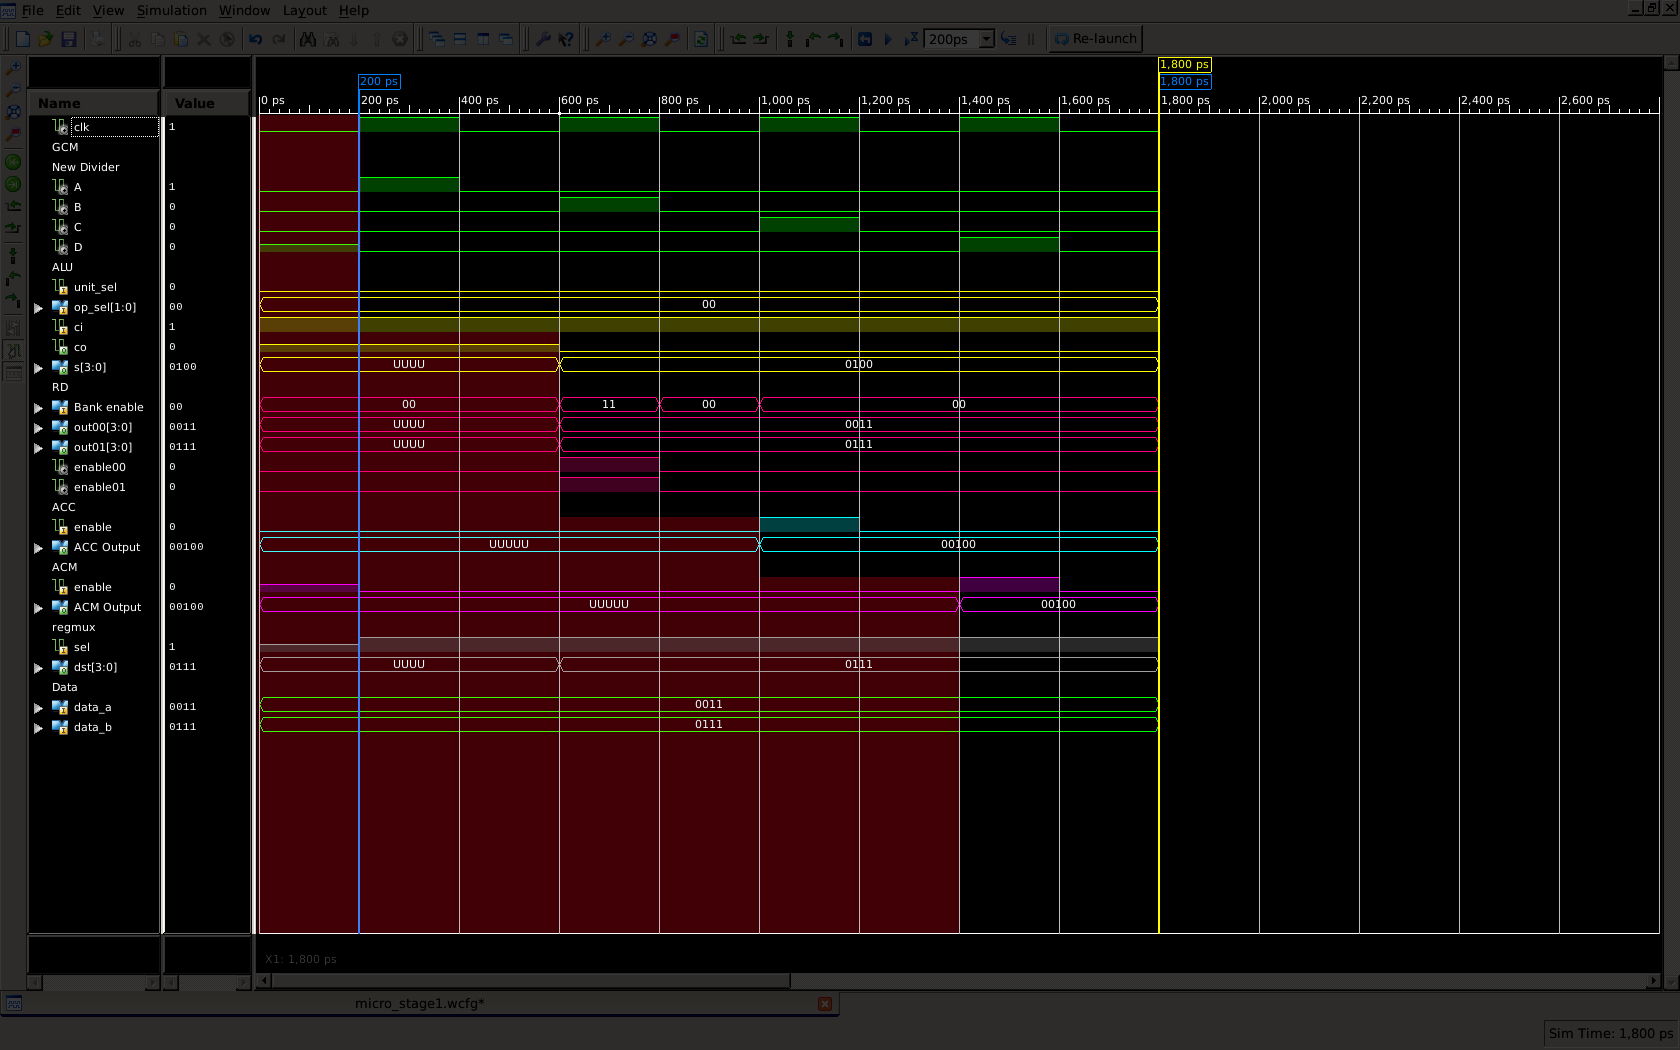 File Edit View Simulation Window Layout Help
200ps Re-launch
1,800 ps
200 ps 1,800 ps
Name Value
0 ps 200 ps 400 ps 600 ps 800 ps 1,000 ps 1,200 ps 1,400 ps 1,600 ps 1,800 ps 2,000 ps 2,200 ps 2,400 ps 2,600 ps
clk 1
GCM
New Divider
A 1
B 0
C 0
D 0
ALU
unit_sel 0
op_sel[1:0] 00 00
ci 1
co 0
s[3:0] 0100 UUUU 0100
RD
Bank enable 00 00 11 00 00
out00[3:0] 0011 UUUU 0011
out01[3:0] 0111 UUUU 0111
enable00 0
enable01 0
ACC
enable 0
ACC Output 00100 UUUUU 00100
ACM
enable 0
ACM Output 00100 UUUUU 00100
regmux
sel 1
dst[3:0] 0111 UUUU 0111
Data
data_a 0011 0011
data_b 0111 0111
X1: 1,800 ps
micro_stage1.wcfg*
Sim Time: 1,800 ps